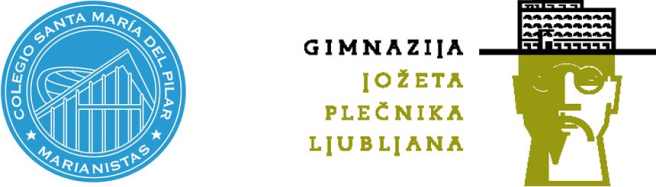 COLEGIO SANTA MARÍA DEL PILAR
MARIANISTAS
GIMNAZIJA
JOŽETA
PLEČNIKA
LJUBLJANA